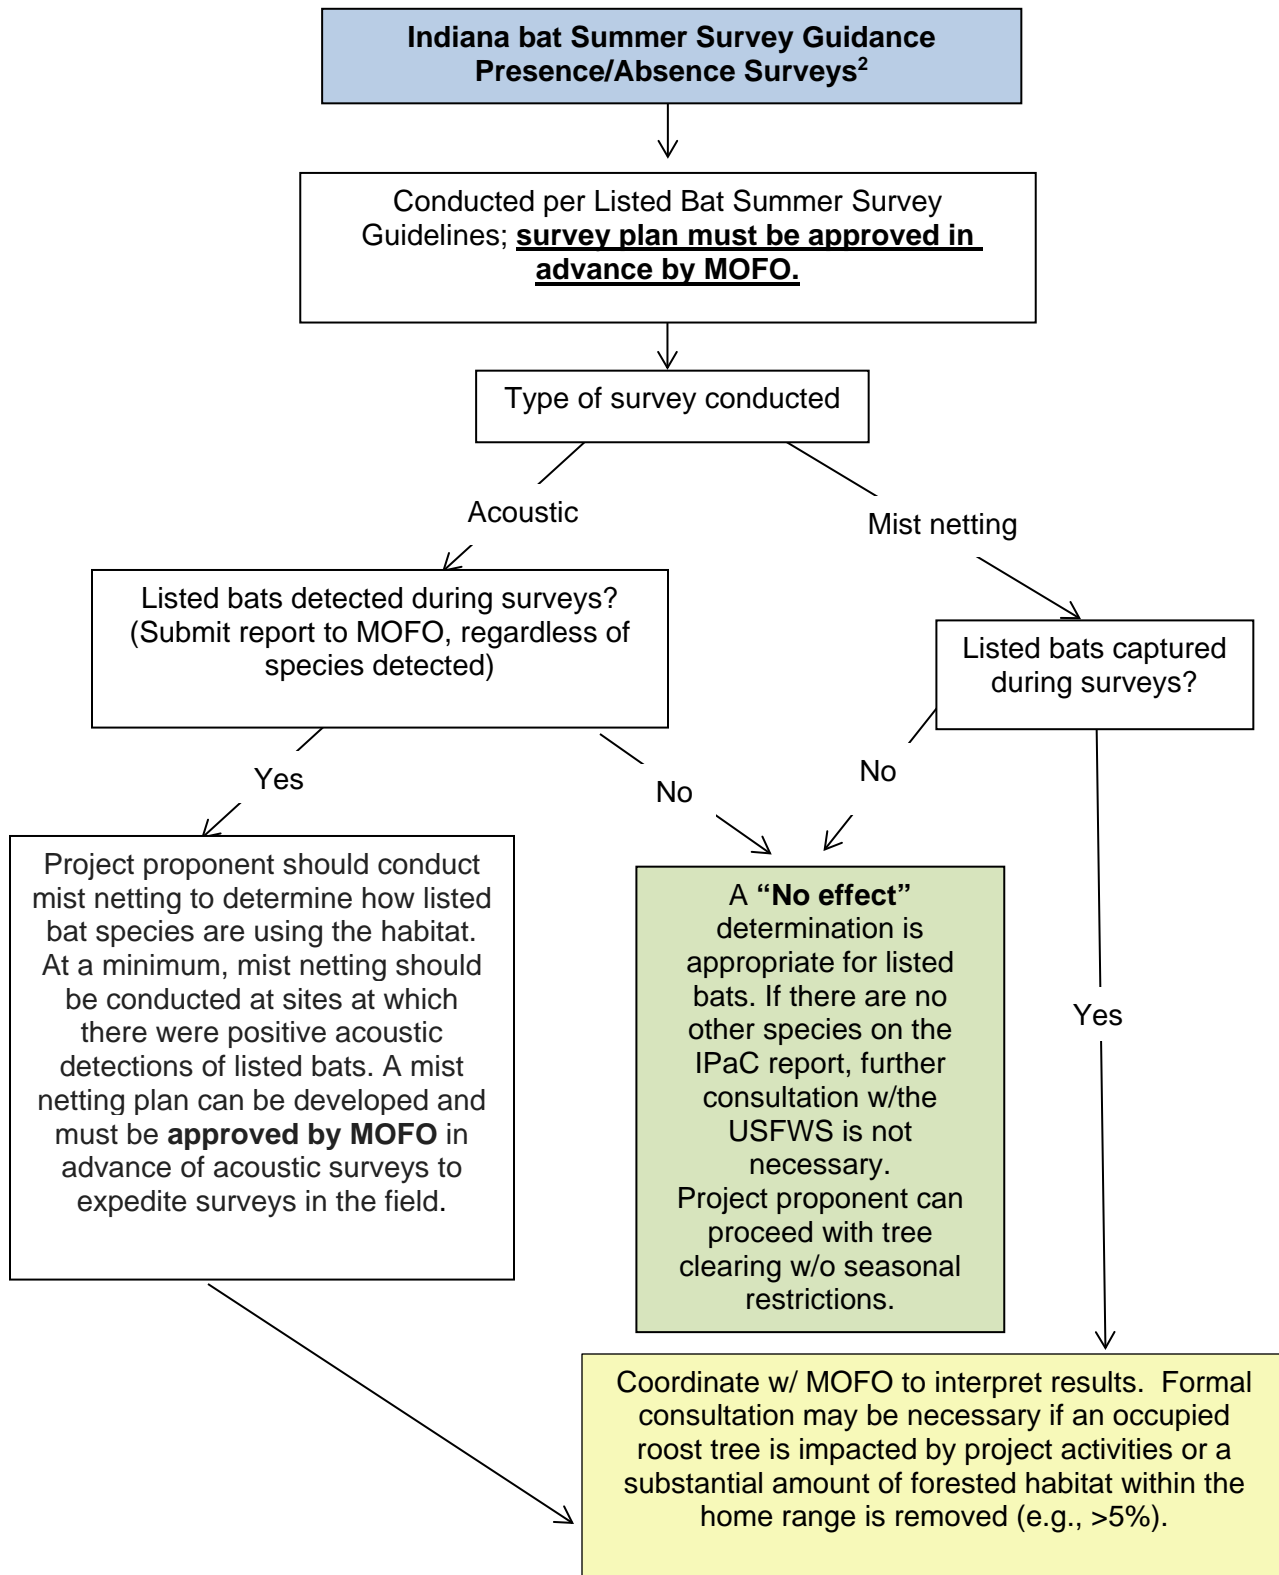 Indiana bat Summer Survey Guidance
Presence/Absence Surveys2
Conducted per Listed Bat Summer Survey
Guidelines; survey plan must be approved in
advance by MOFO.
Type of survey conducted
Acoustic
Mist netting
Listed bats detected during surveys?
(Submit report to MOFO, regardless of
species detected)
Listed bats captured
during surveys?
Yes
No
No
Project proponent should conduct
mist netting to determine how listed
bat species are using the habitat.
At a minimum, mist netting should
be conducted at sites at which
there were positive acoustic
detections of listed bats. A mist
netting plan can be developed and
must be approved by MOFO in
advance of acoustic surveys to
expedite surveys in the field.
A “No effect”
determination is
appropriate for listed
bats. If there are no
other species on the
IPaC report, further
consultation w/the
USFWS is not
necessary.
Project proponent can
proceed with tree
clearing w/o seasonal
restrictions.
Yes
Coordinate w/ MOFO to interpret results.  Formal
consultation may be necessary if an occupied
roost tree is impacted by project activities or a
substantial amount of forested habitat within the
home range is removed (e.g., >5%).